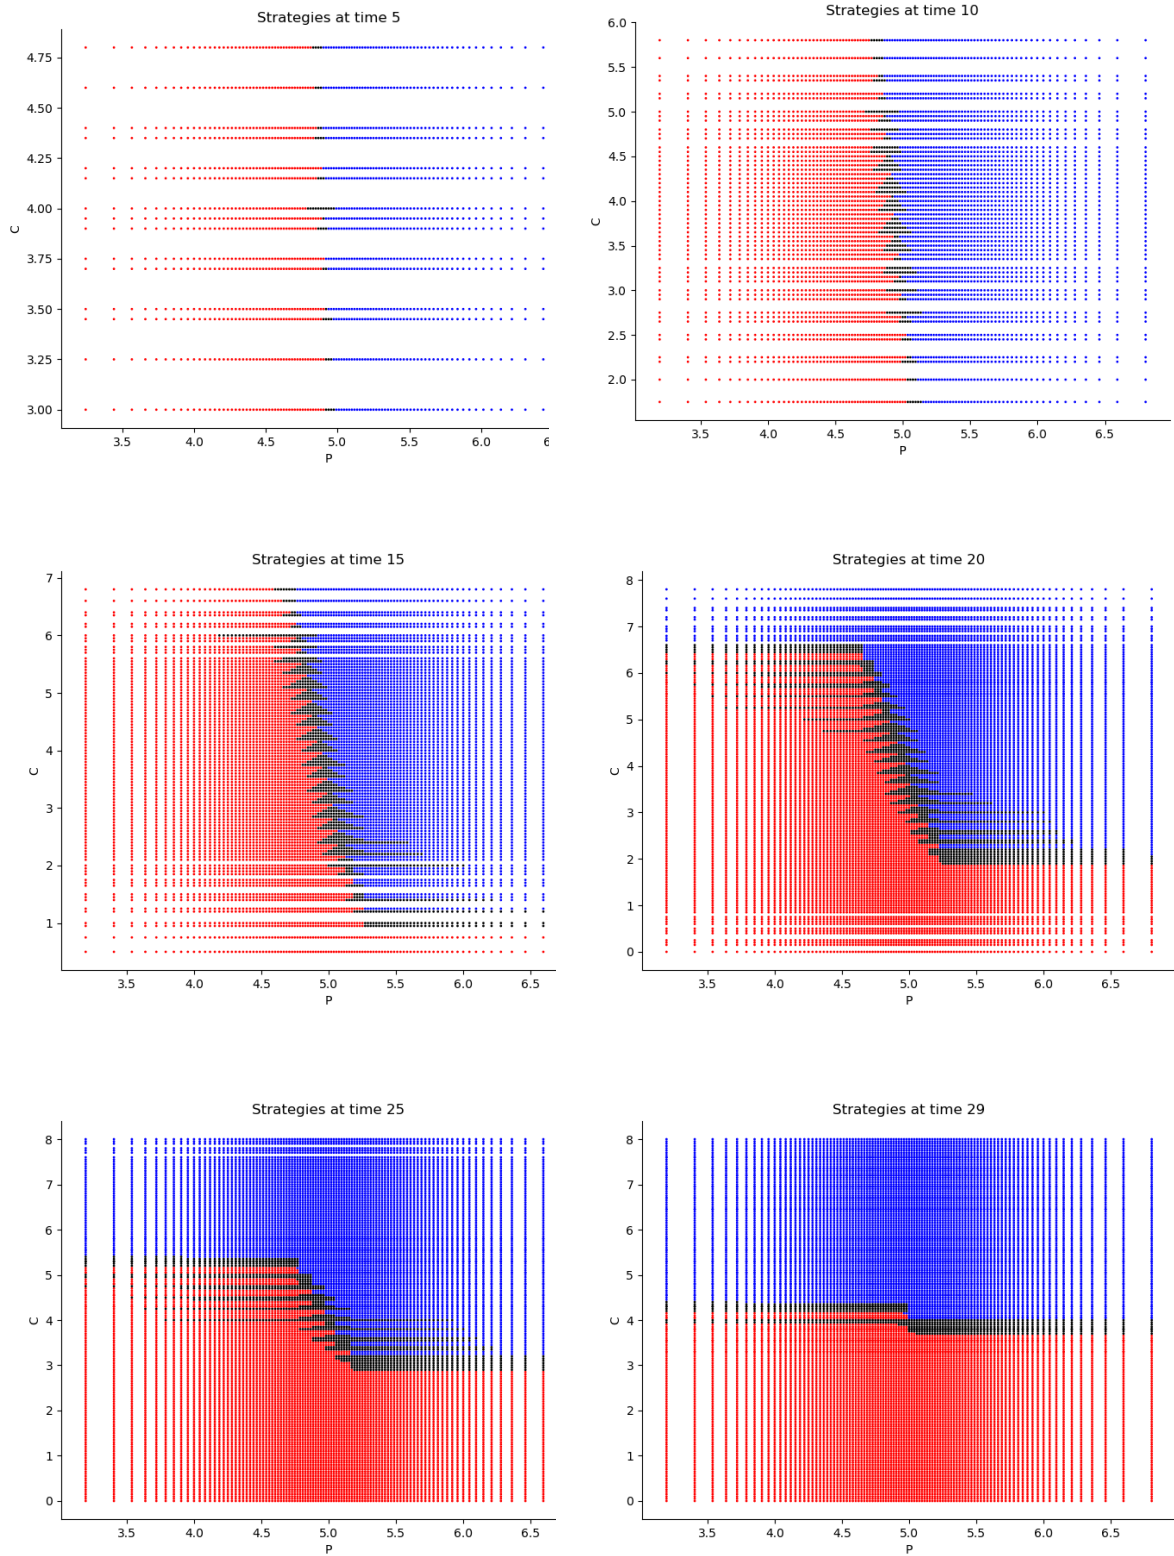 Strategies at time 5
4.75
4.50
4.25
4.00
3.75
3.50
3.25
3.00
C
3.5 4.0 4.5 5.0 5.5 6.0 6
P
Strategies at time 10
6.0
5.5
5.0
4.5
4.0
3.5
3.0
2.5
2.0
C
3.5 4.0 4.5 5.0 5.5 6.0 6.5
P
Strategies at time 15
7
6
5
4
3
2
1
C
3.5 4.0 4.5 5.0 5.5 6.0 6.5
P
Strategies at time 20
8
7
6
5
4
3
2
1
0
C
3.5 4.0 4.5 5.0 5.5 6.0 6.5
P
Strategies at time 25
8
7
6
5
4
3
2
1
0
C
3.5 4.0 4.5 5.0 5.5 6.0 6.5
P
Strategies at time 29
8
7
6
5
4
3
2
1
0
C
3.5 4.0 4.5 5.0 5.5 6.0 6.5
P